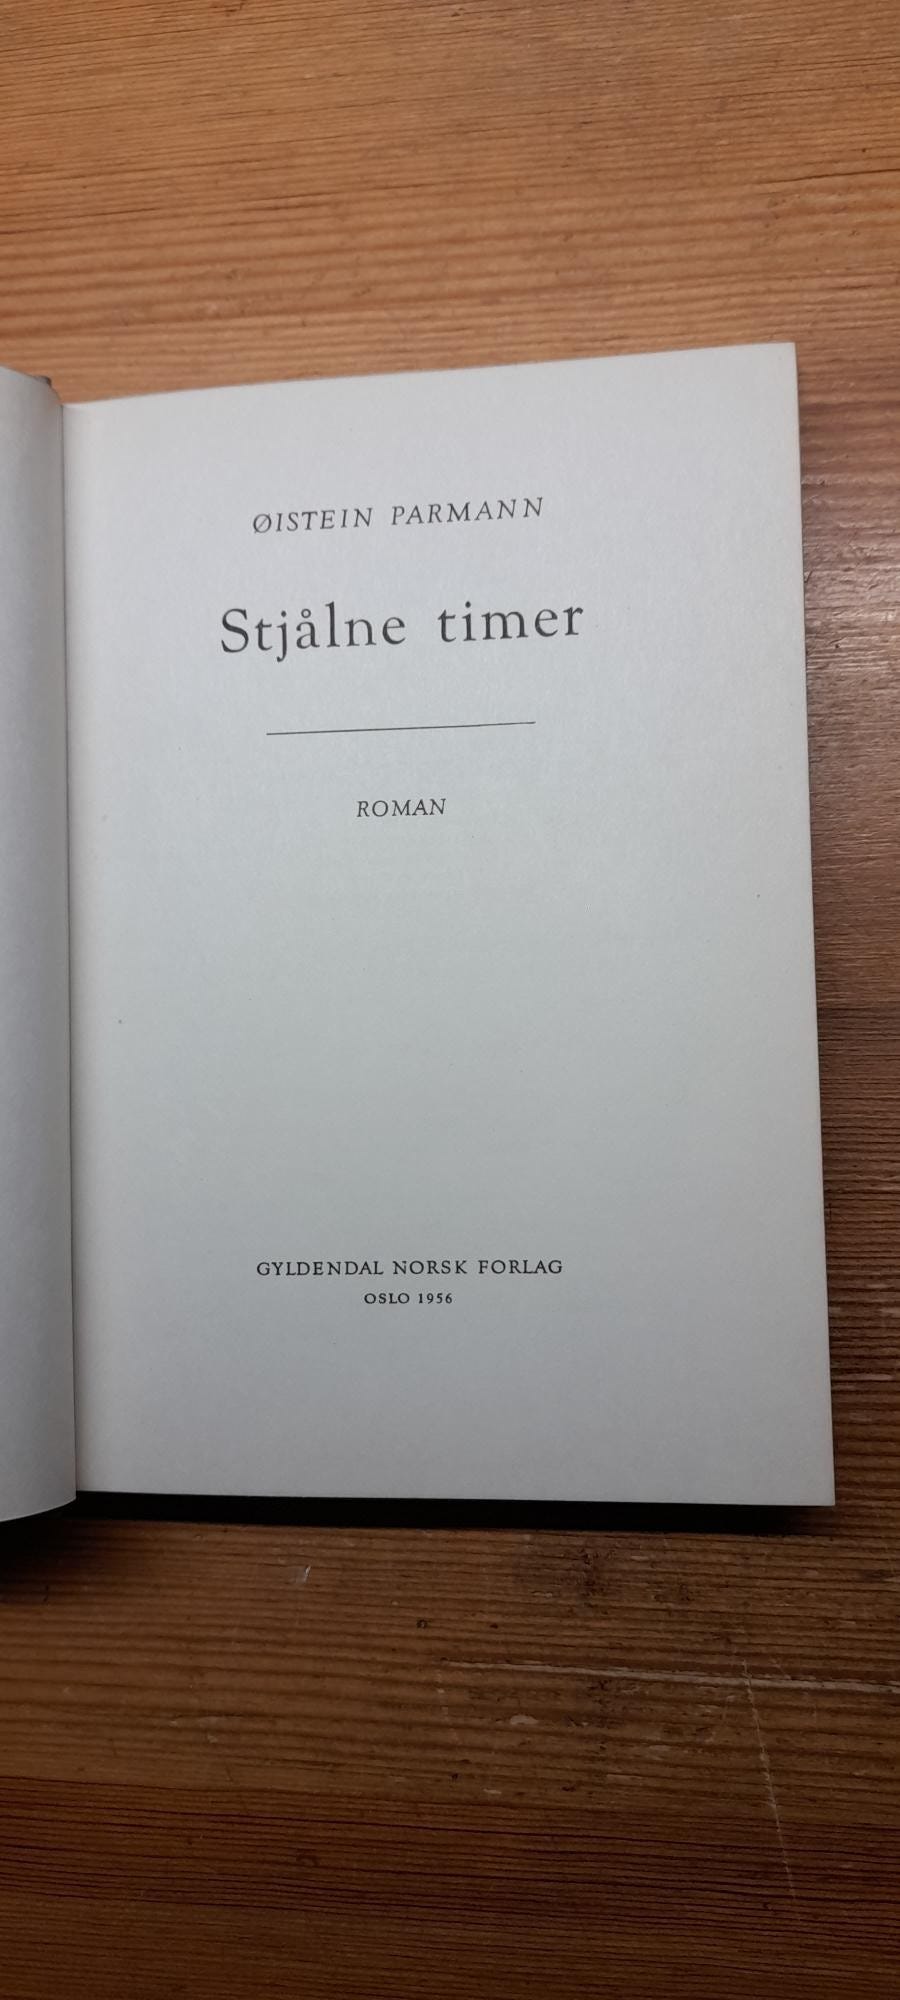 ØISTEIN PARMANN
Stjålne timer
ROMAN
GYLDENDAL NORSK FORLAG
OSLO 1956